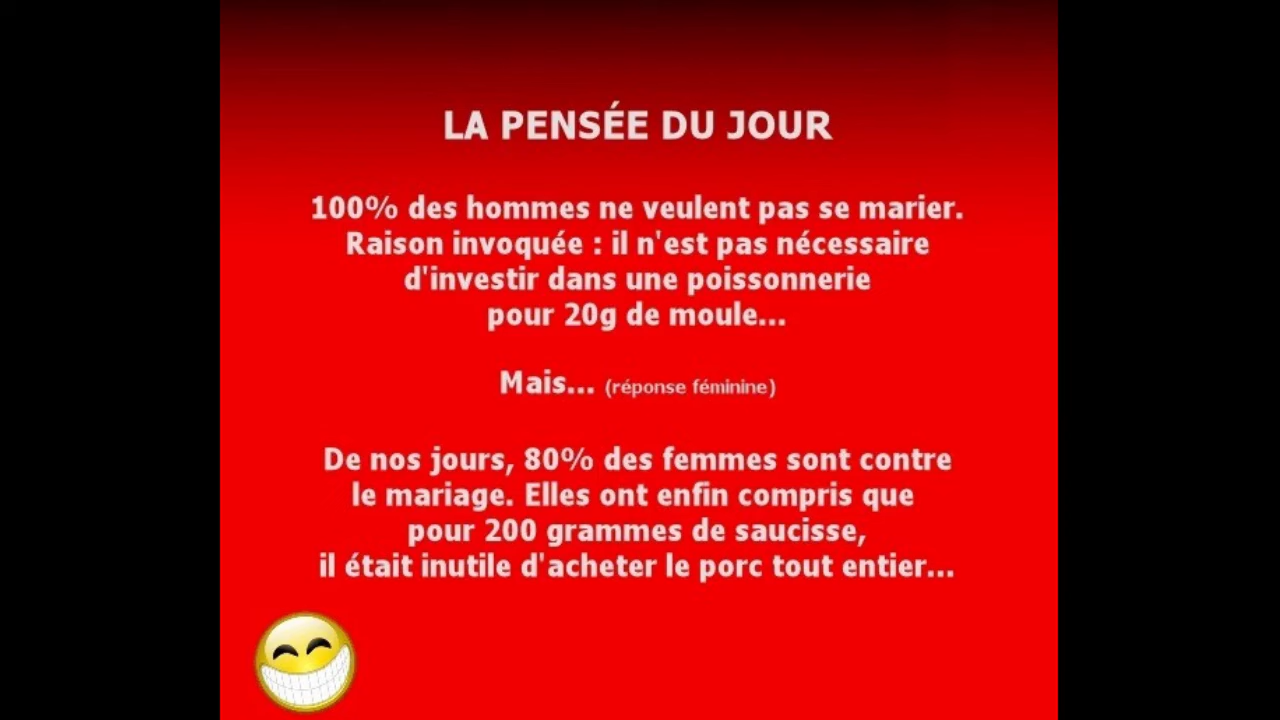 LA PENSÉE DU JOUR
100% des hommes ne veulent pas se marier.
Raison invoquée : il n'est pas nécessaire
d'investir dans une poissonnerie
pour 20g de moule...
Mais... (réponse féminine)
De nos jours, 80% des femmes sont contre
le mariage. Elles ont enfin compris que
pour 200 grammes de saucisse,
il était inutile d'acheter le porc tout entier...